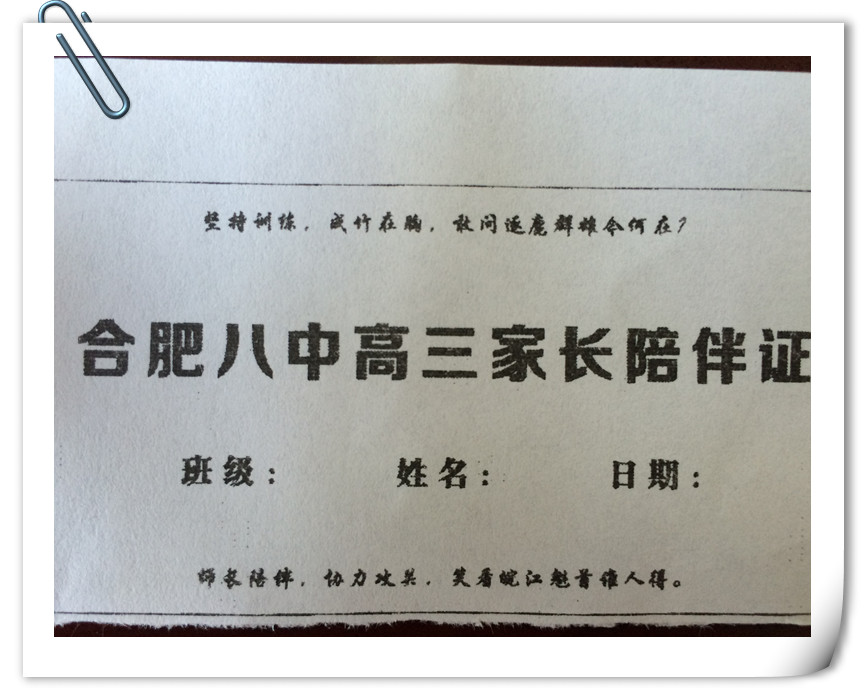 坚持训练，成竹在胸，敢问逐鹿群雄今何在？
合肥八中高三家长陪伴证
班级： 姓名： 日期：
师长陪伴，协力攻关，笑看皖江魁首谁人得。